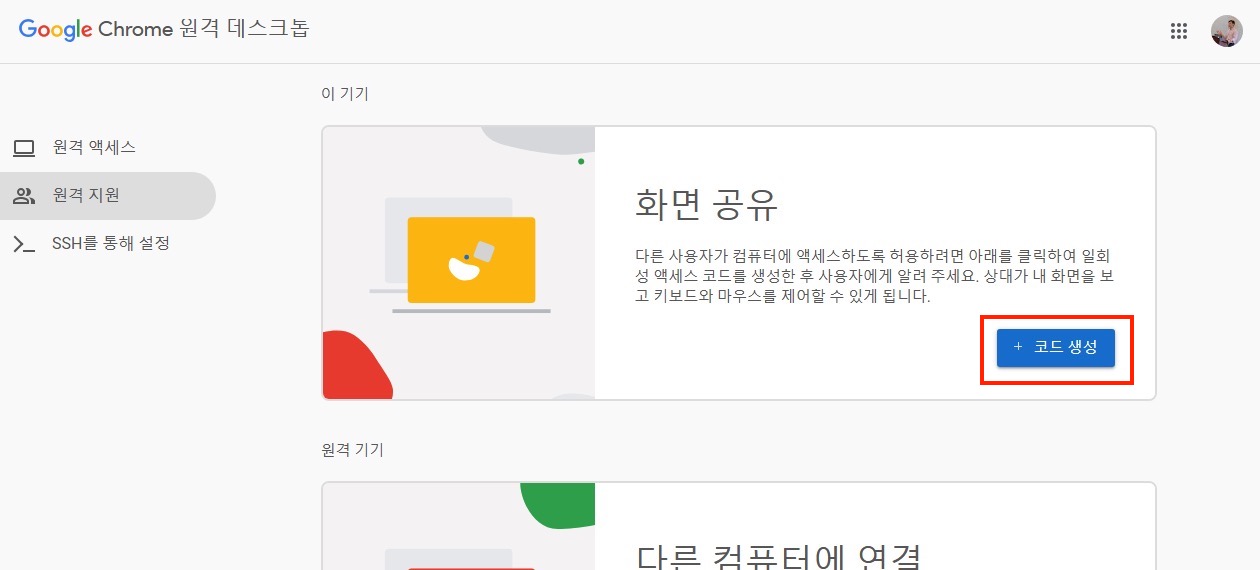 Google Chrome 원격 데스크톱
이 기기
원격 액세스
원격 지원
SSH를 통해 설정
화면 공유
다른 사용자가 컴퓨터에 액세스하도록 허용하려면 아래를 클릭하여 일회
성 액세스 코드를 생성한 후 사용자에게 알려 주세요. 상대가 내 화면을 보
고 키보드와 마우스를 제어할 수 있게 됩니다.
+ 코드 생성
원격 기기
다른 컴퓨터에 연결